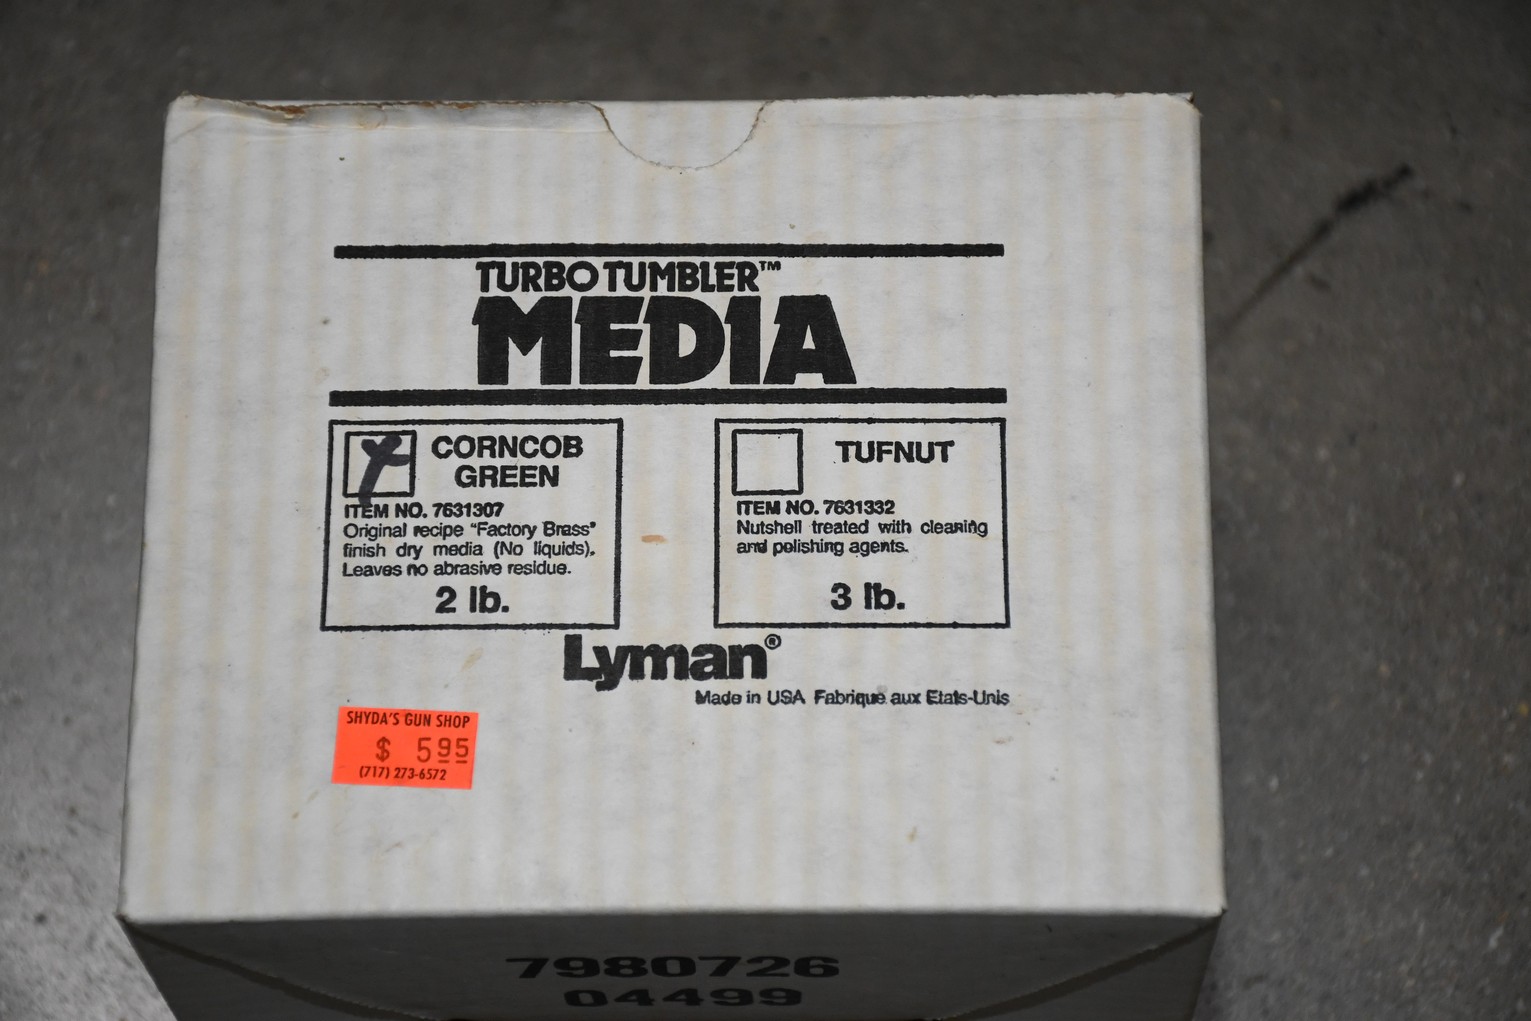 TURBO TUMBLER™
MEDIA
CORNCOB
GREEN
ITEM NO. 7631307
Original recipe "Factory Brass"
finish dry media (No liquids).
Leaves no abrasive residue.
2 lb.
TUFNUT
ITEM NO. 7631332
Nutshell treated with cleaning
and polishing agents.
3 lb.
Lyman®
Made in USA Fabrique aux Etats-Unis
SHYDA'S GUN SHOP
$ 5.95
(717) 273-6572
7980726
04499